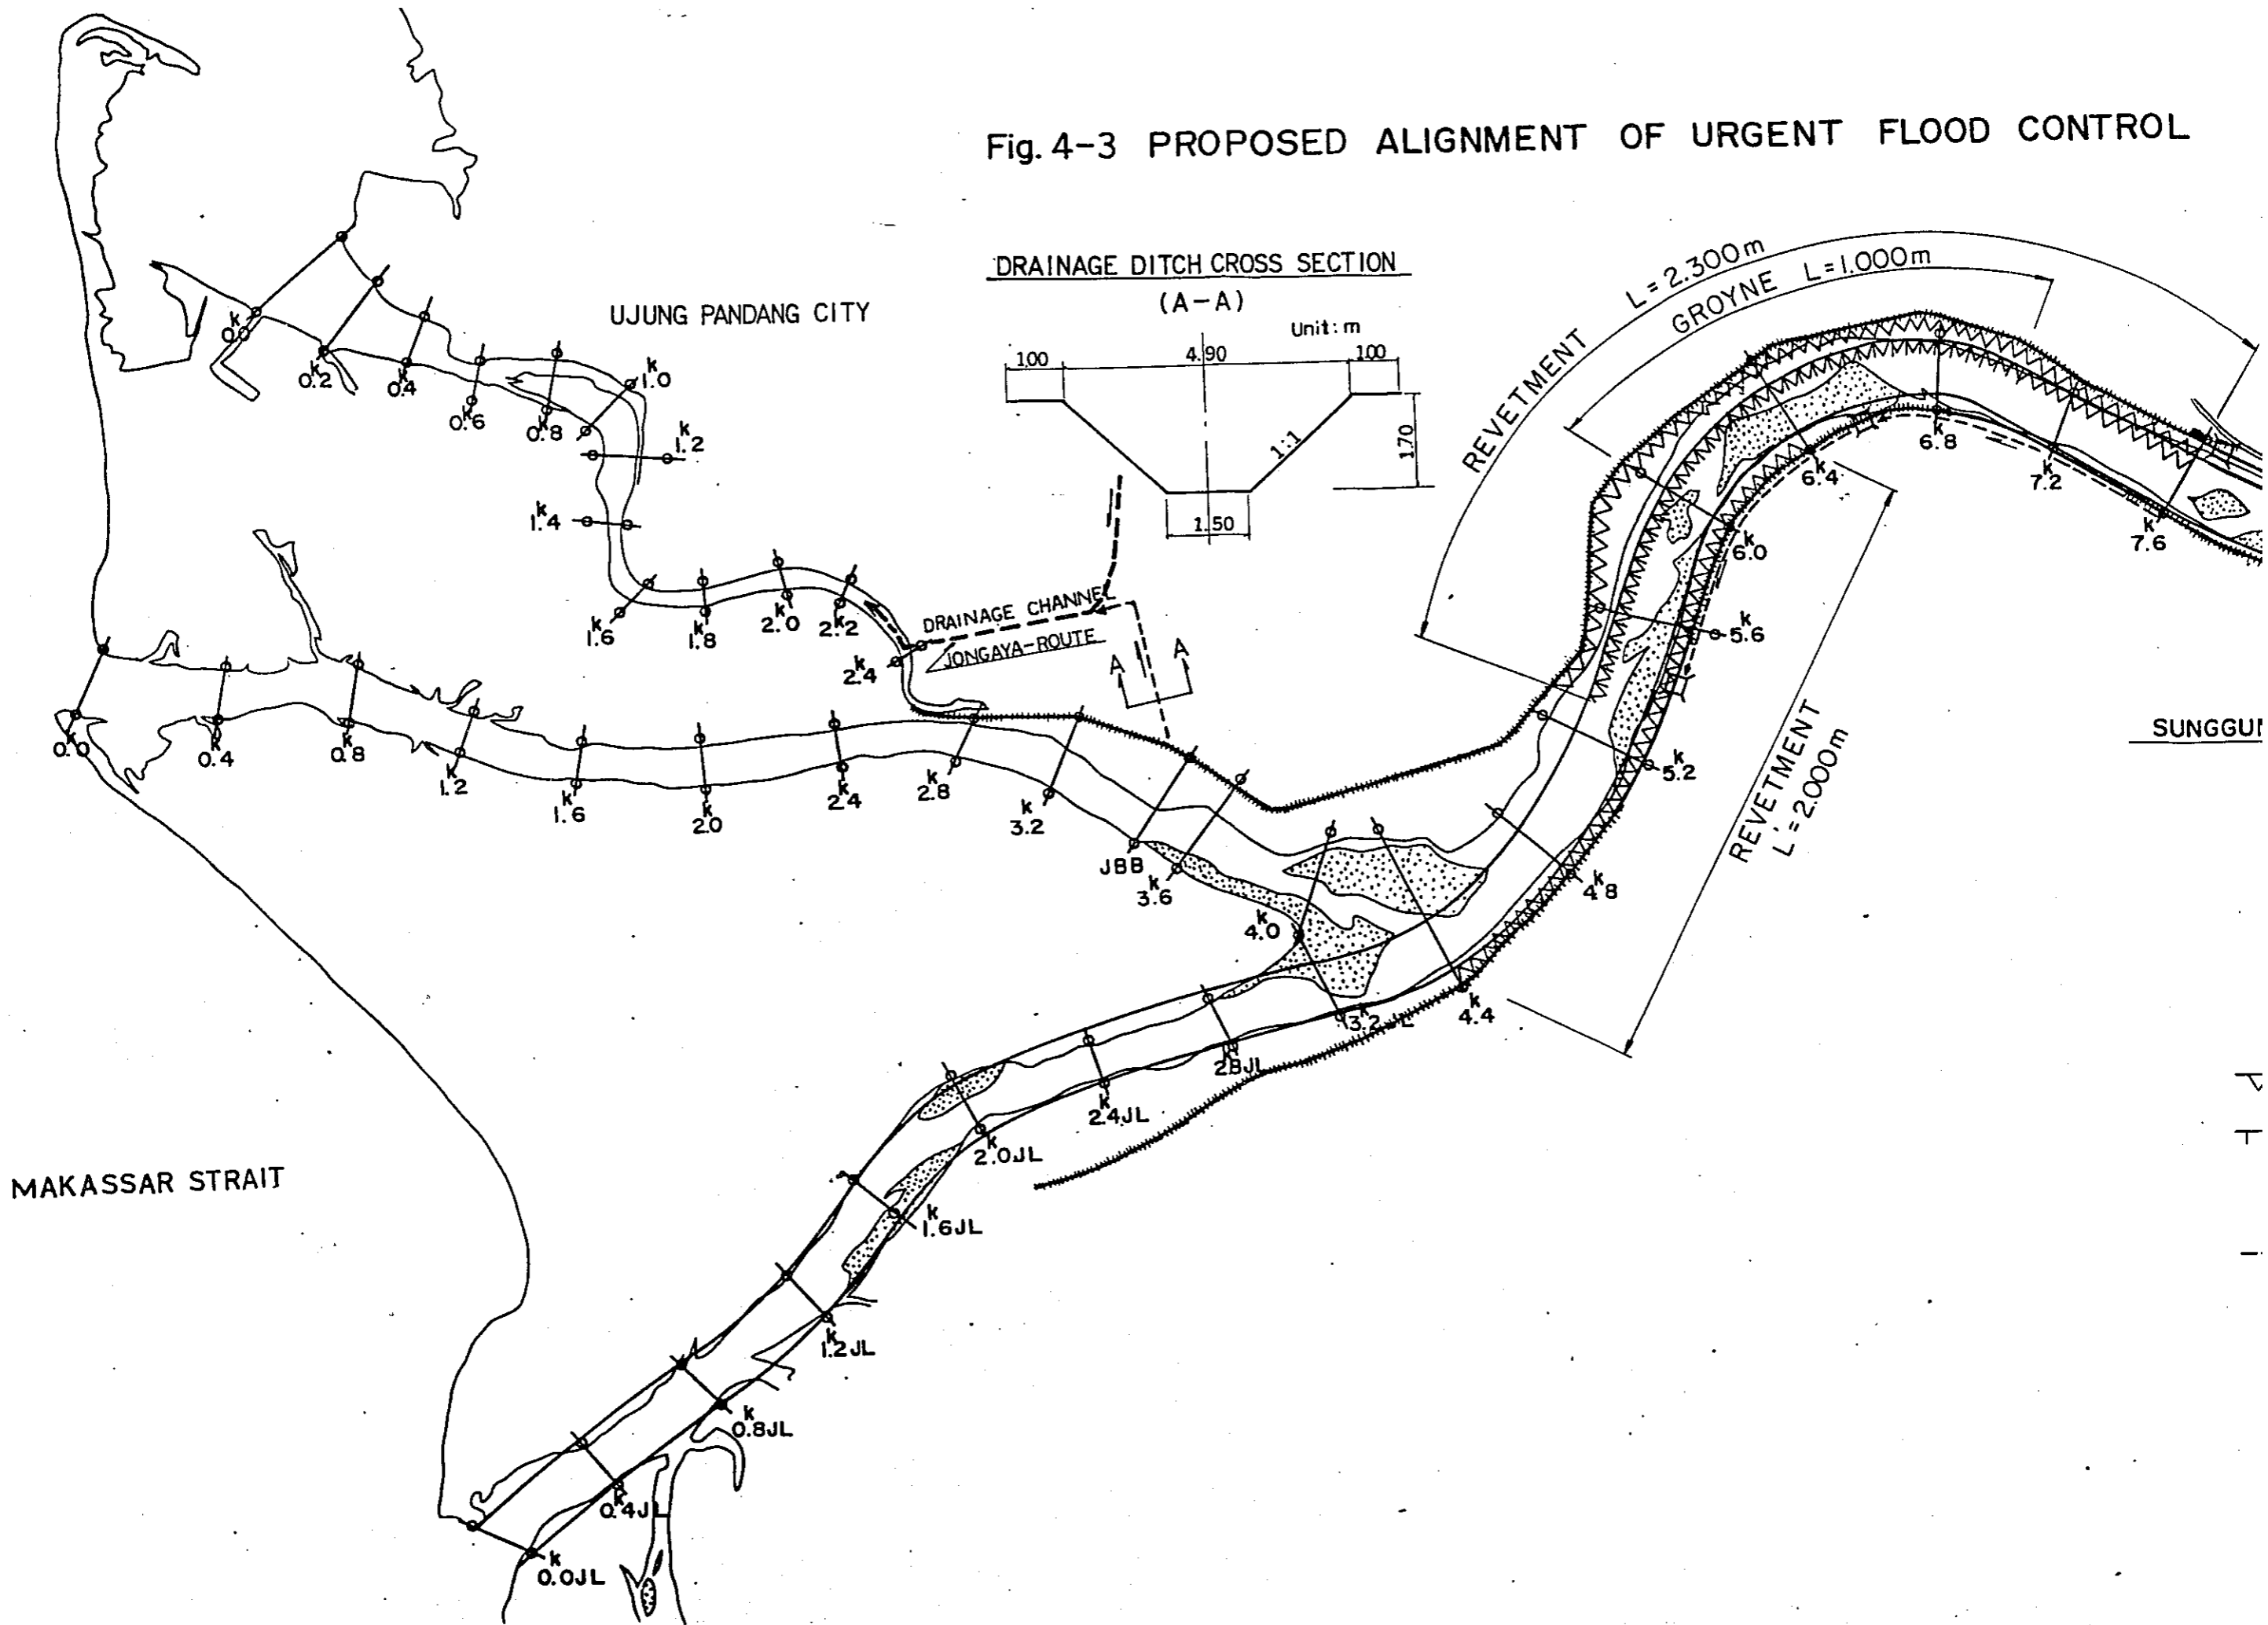 Fig. 4-3 PROPOSED ALIGNMENT OF URGENT FLOOD CONTROL
DRAINAGE DITCH CROSS SECTION
(A-A)
Unit: m
1.00
4.90
1.00
1:1
1.70
1.50
UJUNG PANDANG CITY
REVETMENT L=2.300m
GROYNE L=1.000m
k
0.0
k
0.2
k
0.4
k
0.6
k
0.8
k
1.0
k
1.2
k
1.4
k
1.6
k
1.8
k
2.0
k
2.2
k
2.4
DRAINAGE CHANNEL
JONGAYA-ROUTE
A
A
k
0.0
k
0.4
k
0.8
k
1.2
k
1.6
k
2.0
k
2.4
k
2.8
k
3.2
JBB
k
3.6
k
4.0
k
4.4
k
4.8
k
5.2
k
5.6
k
6.0
k
6.4
k
6.8
k
7.2
k
7.6
REVETMENT
L'=2.000m
SUNGGU
k
3.2JL
k
2.8JL
k
2.4JL
k
2.0JL
k
1.6JL
k
1.2JL
k
0.8JL
k
0.4JL
k
0.0JL
MAKASSAR STRAIT